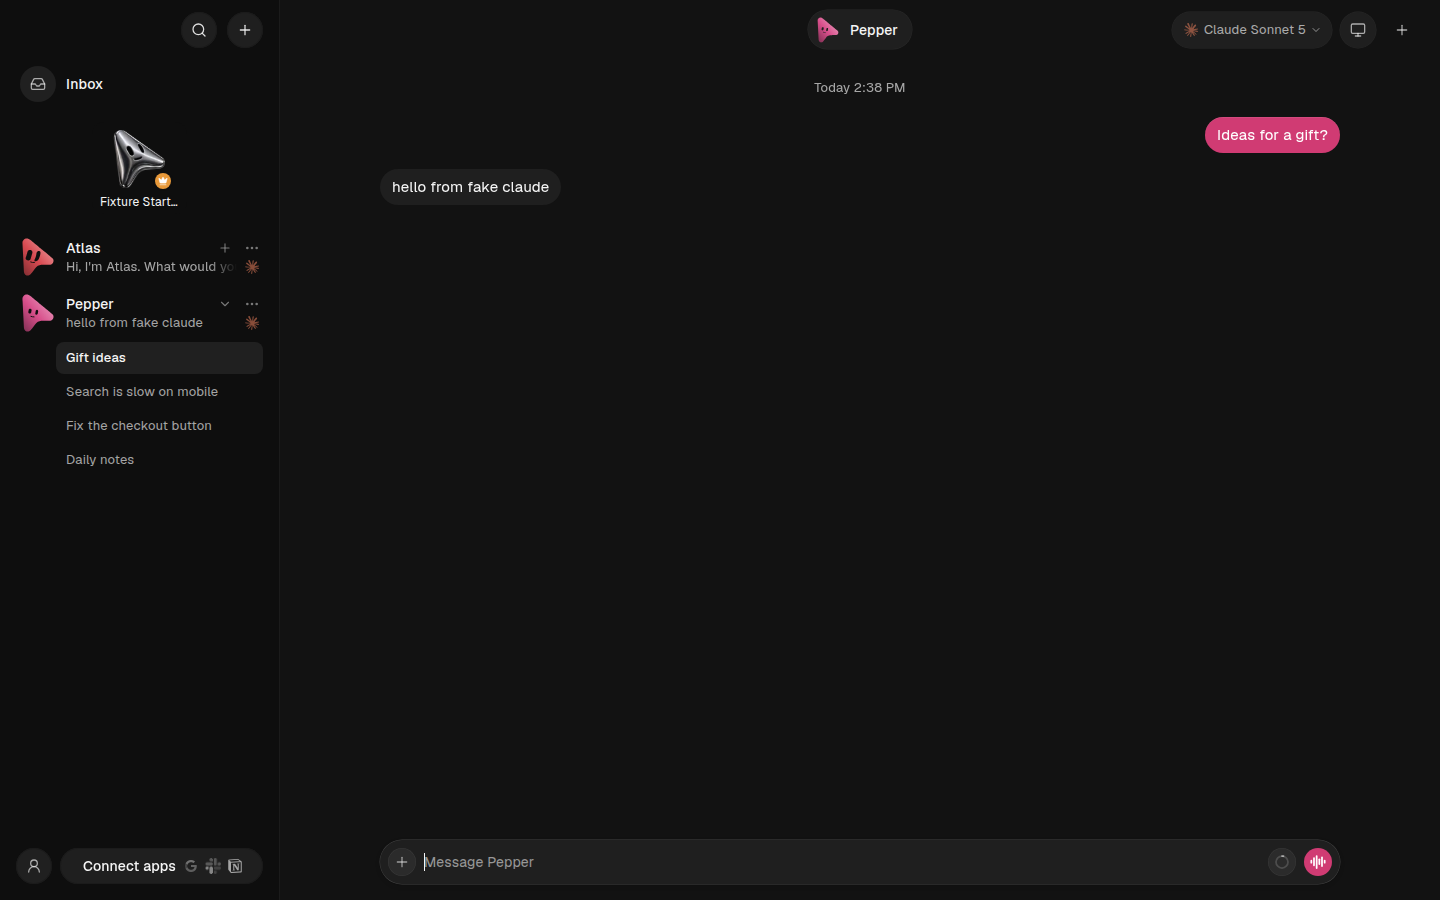 Pepper
Claude Sonnet 5
Inbox
Today 2:38 PM
Ideas for a gift?
hello from fake claude
Fixture Start…
Atlas
Hi, I'm Atlas. What would yo
Pepper
hello from fake claude
Gift ideas
Search is slow on mobile
Fix the checkout button
Daily notes
Connect apps
Message Pepper